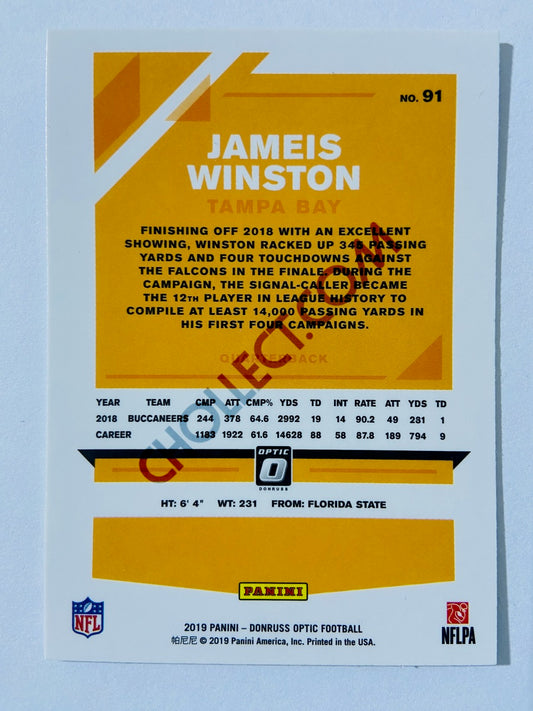 NO. 91
JAMEIS
WINSTON
TAMPA BAY
FINISHING OFF 2018 WITH AN EXCELLENT
SHOWING, WINSTON RACKED UP 346 PASSING
YARDS AND FOUR TOUCHDOWNS AGAINST
THE FALCONS IN THE FINALE. DURING THE
CAMPAIGN, THE SIGNAL-CALLER BECAME
THE 12TH PLAYER IN LEAGUE HISTORY TO
COMPILE AT LEAST 14,000 PASSING YARDS IN
HIS FIRST FOUR CAMPAIGNS.
QUARTERBACK
CHOLLECT.COM
YEAR TEAM CMP ATT CMP% YDS TD INT RATE ATT YDS TD
2018 BUCCANEERS 244 378 64.6 2992 19 14 90.2 49 281 1
CAREER 1183 1922 61.6 14628 88 58 87.8 189 794 9
OPTIC
DONRUSS
HT: 6' 4" WT: 231 FROM: FLORIDA STATE
PANINI
NFL
NFLPA
2019 PANINI – DONRUSS OPTIC FOOTBALL
帕尼尼 © 2019 Panini America, Inc. Printed in the USA.